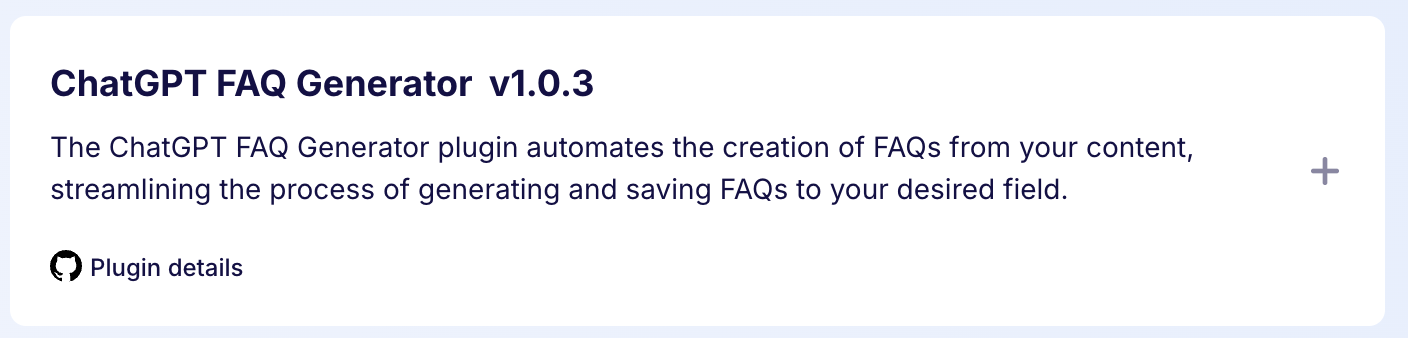 ChatGPT FAQ Generator v1.0.3
The ChatGPT FAQ Generator plugin automates the creation of FAQs from your content,
streamlining the process of generating and saving FAQs to your desired field.
Plugin details